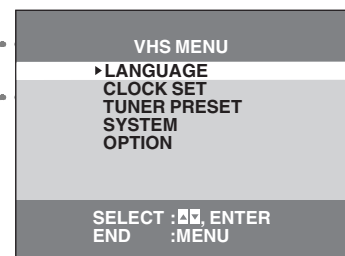 VHS MENU
▶LANGUAGE
CLOCK SET
TUNER PRESET
SYSTEM
OPTION
SELECT :▲▼, ENTER
END :MENU